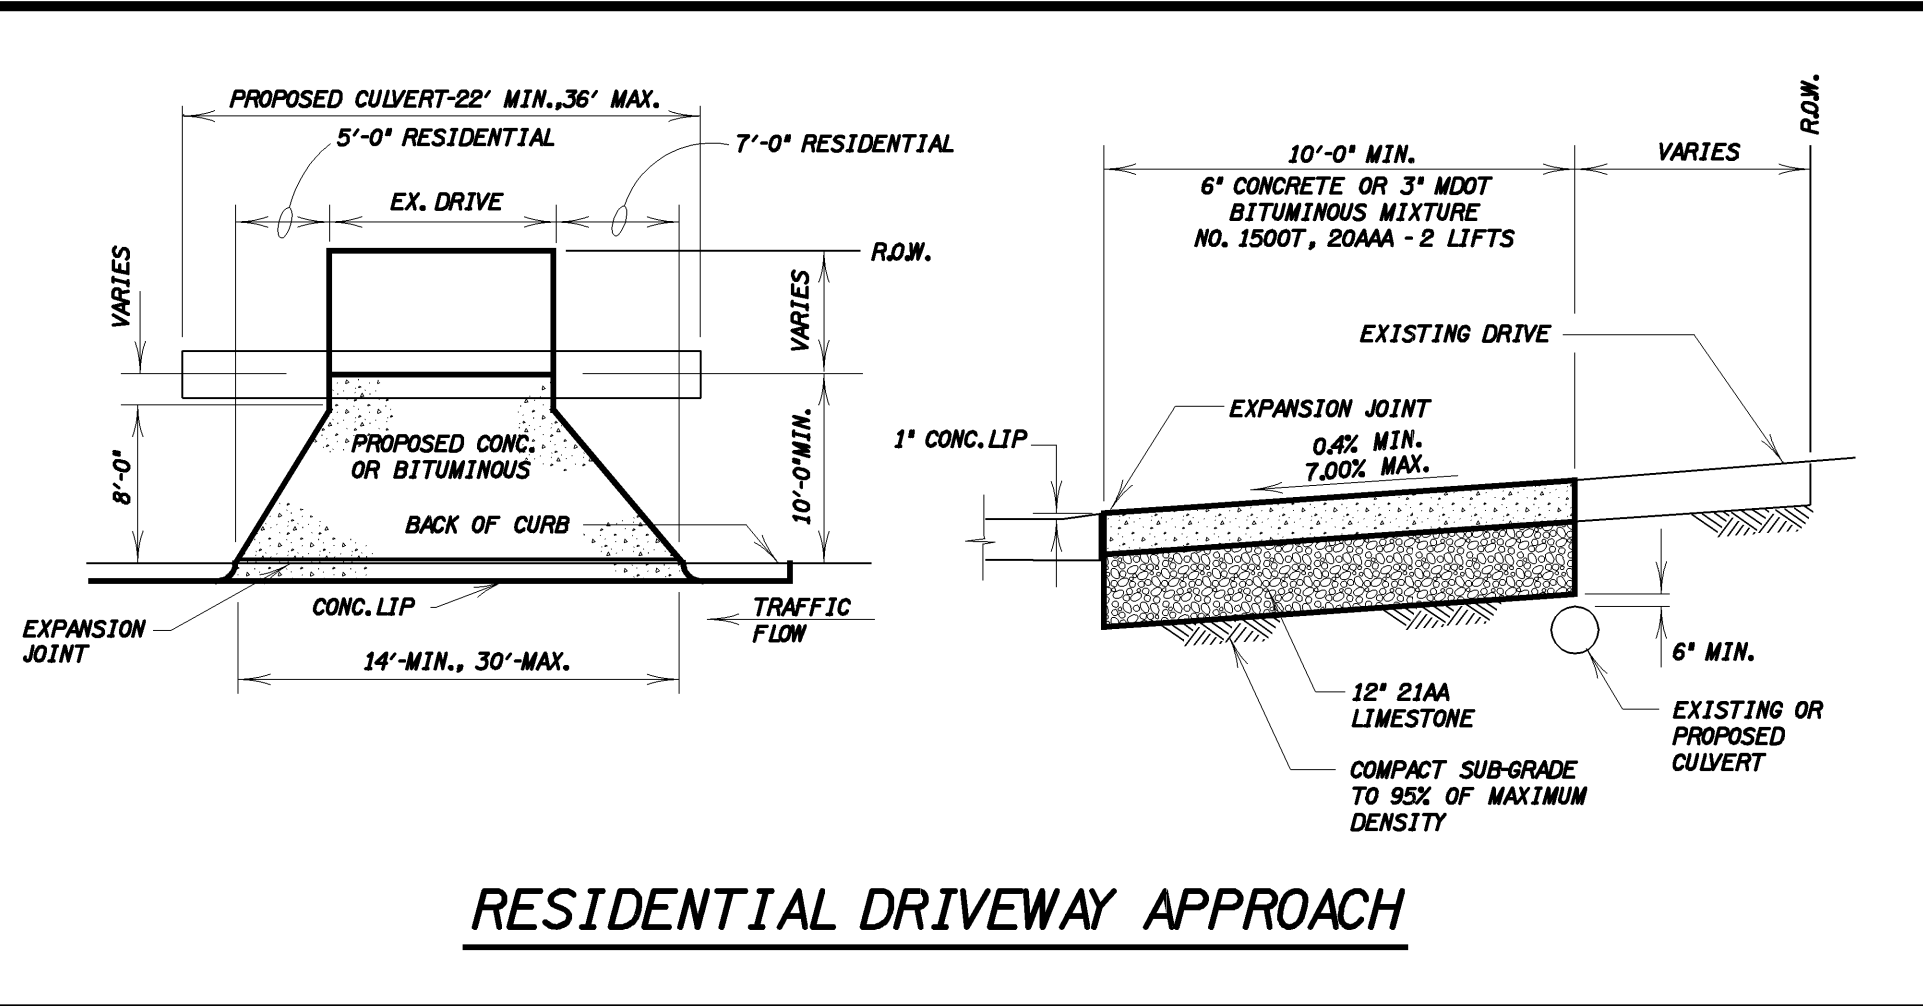 PROPOSED CULVERT-22' MIN.,36' MAX.
5'-0" RESIDENTIAL
7'-0" RESIDENTIAL
EX. DRIVE
R.O.W.
VARIES
VARIES
8'-0"
10'-0"MIN.
PROPOSED CONC.
OR BITUMINOUS
BACK OF CURB
CONC. LIP
EXPANSION
JOINT
TRAFFIC
FLOW
14'-MIN., 30'-MAX.
R.O.W.
10'-0" MIN.
VARIES
6" CONCRETE OR 3" MDOT
BITUMINOUS MIXTURE
NO. 1500T, 20AAA - 2 LIFTS
EXISTING DRIVE
EXPANSION JOINT
1" CONC. LIP
0.4% MIN.
7.00% MAX.
6" MIN.
12" 21AA
LIMESTONE
EXISTING OR
PROPOSED
CULVERT
COMPACT SUB-GRADE
TO 95% OF MAXIMUM
DENSITY
RESIDENTIAL DRIVEWAY APPROACH